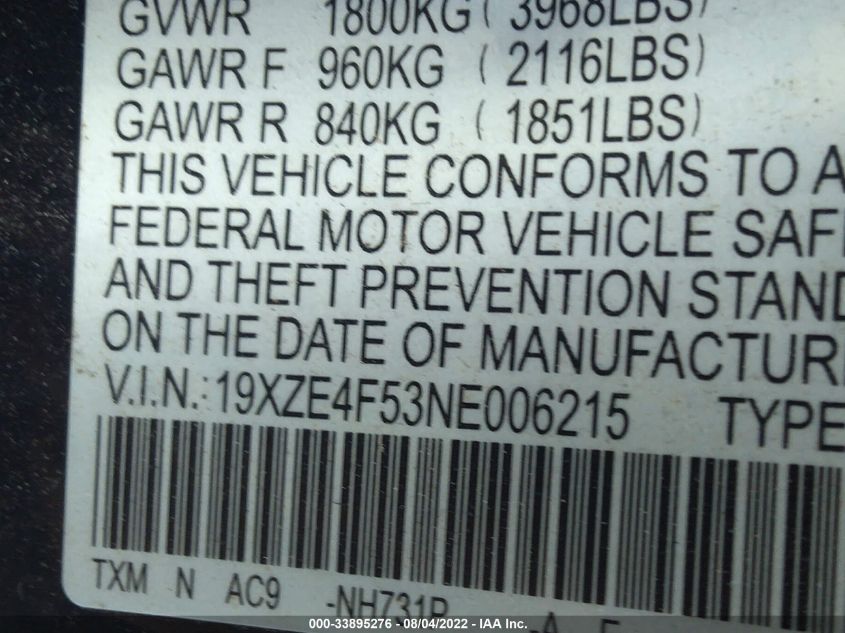 GVWR 1800KG ( 3968LBS)
GAWR F 960KG ( 2116LBS)
GAWR R 840KG ( 1851LBS)
THIS VEHICLE CONFORMS TO A
FEDERAL MOTOR VEHICLE SAF
AND THEFT PREVENTION STAND
ON THE DATE OF MANUFACTUR
V.I.N.: 19XZE4F53NE006215 TYPE
TXM N AC9 -NH731P -A
000-33895276 - 08/04/2022 - IAA Inc.